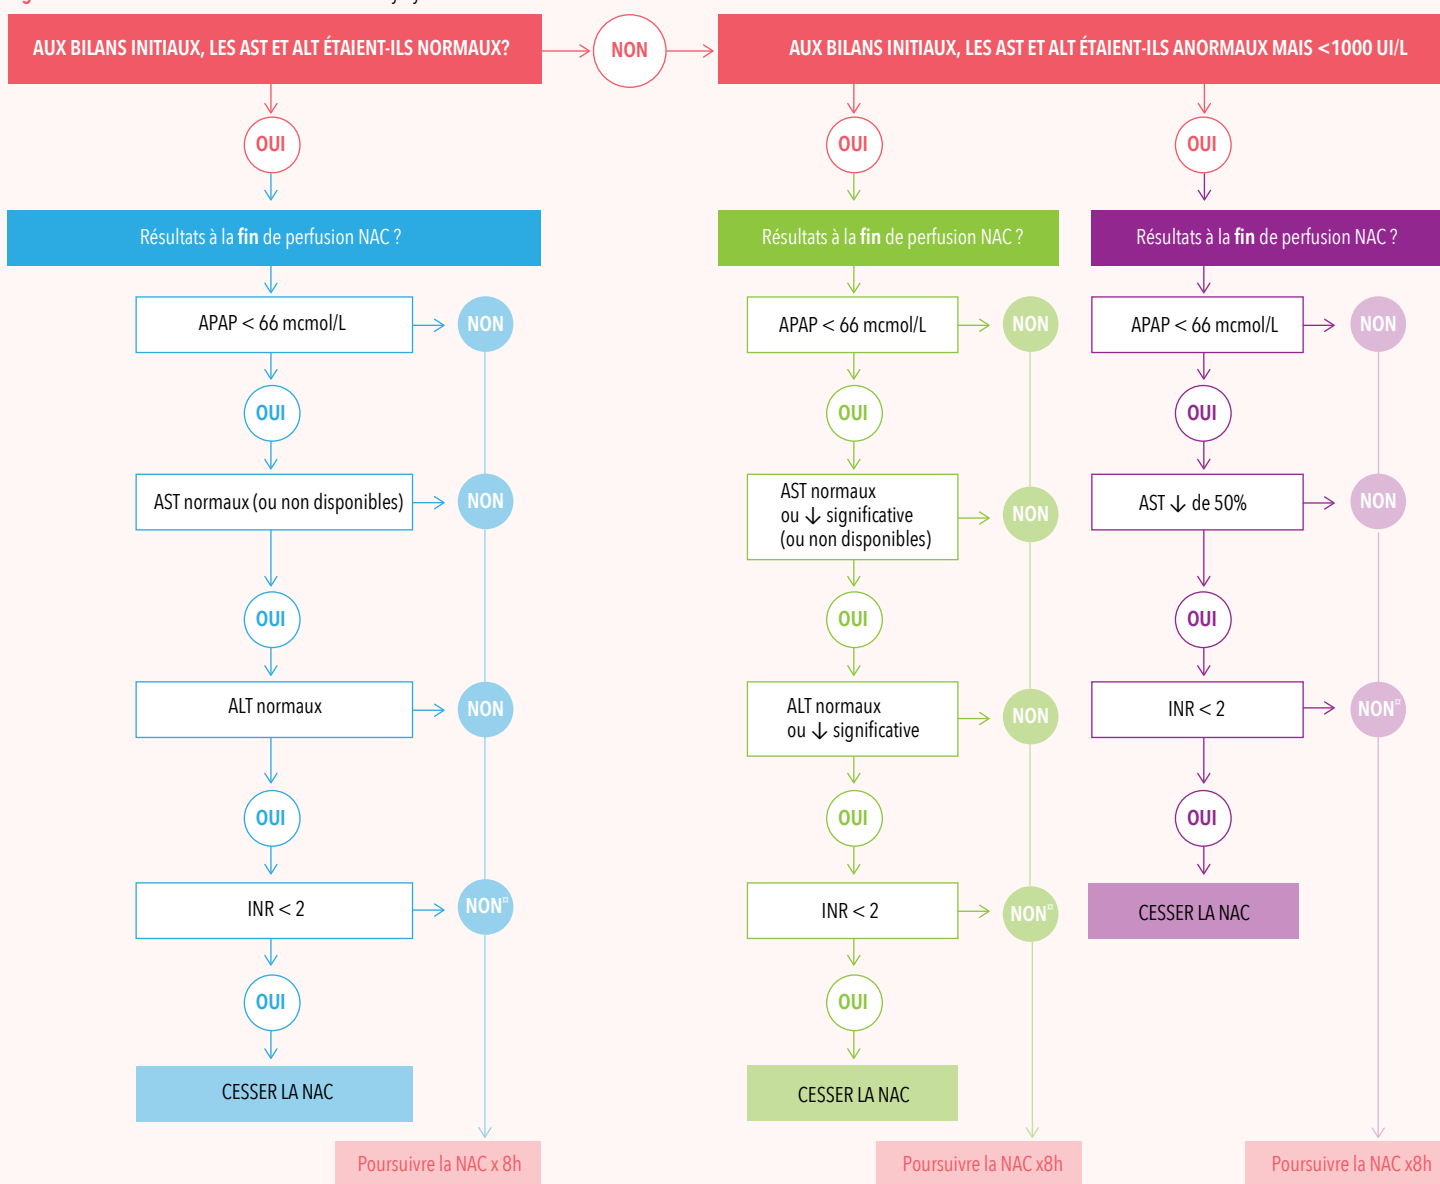 AUX BILANS INITIAUX, LES AST ET ALT ÉTAIENT-ILS NORMAUX?
NON
AUX BILANS INITIAUX, LES AST ET ALT ÉTAIENT-ILS ANORMAUX MAIS <1000 UI/L
OUI
OUI
OUI
Résultats à la fin de perfusion NAC ?
APAP < 66 mcmol/L
NON
OUI
AST normaux (ou non disponibles)
NON
OUI
ALT normaux
NON
OUI
INR < 2
NON¤
OUI
CESSER LA NAC
Poursuivre la NAC x 8h
Résultats à la fin de perfusion NAC ?
APAP < 66 mcmol/L
NON
OUI
AST normaux
ou ↓ significative
(ou non disponibles)
NON
OUI
ALT normaux
ou ↓ significative
NON
OUI
INR < 2
NON¤
OUI
CESSER LA NAC
Poursuivre la NAC x8h
Résultats à la fin de perfusion NAC ?
APAP < 66 mcmol/L
NON
OUI
AST ↓ de 50%
NON
OUI
INR < 2
NON¤
OUI
CESSER LA NAC
Poursuivre la NAC x8h